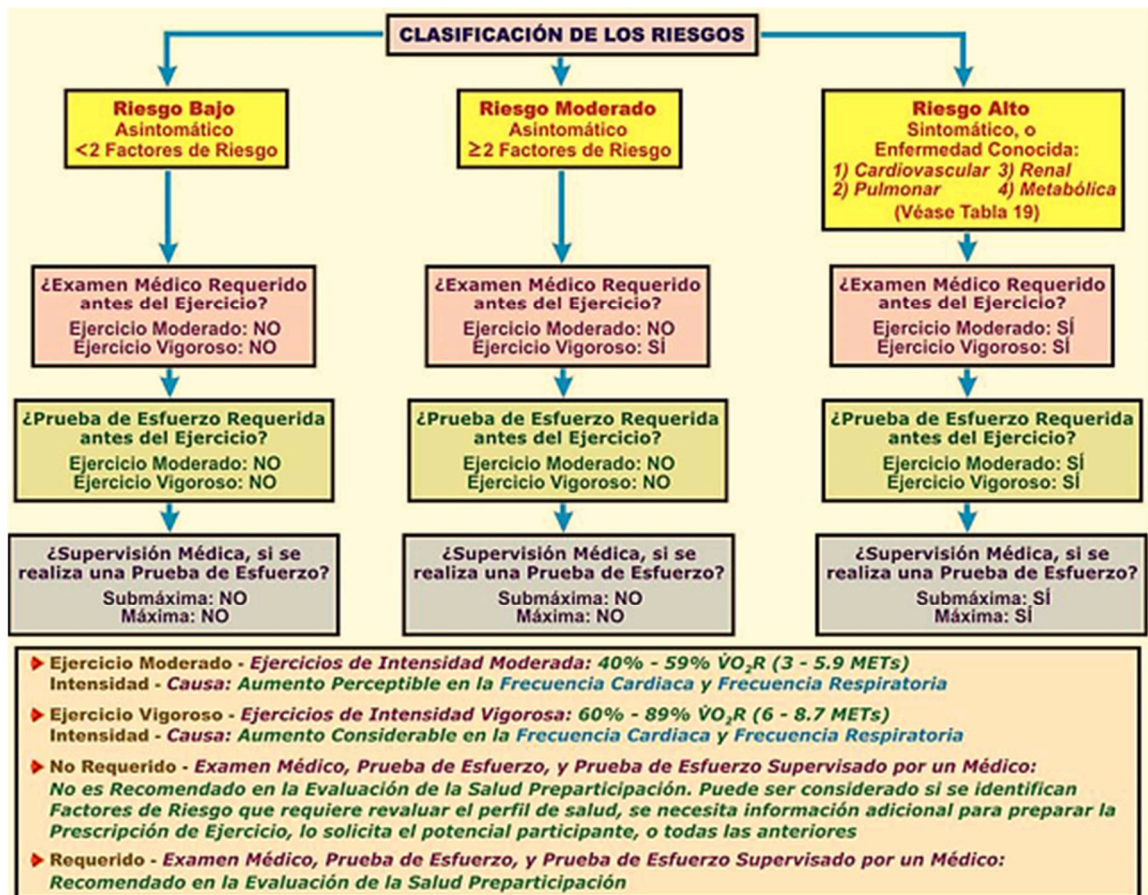 CLASIFICACIÓN DE LOS RIESGOS
Riesgo Bajo
Asintomático
<2 Factores de Riesgo
Riesgo Moderado
Asintomático
≥2 Factores de Riesgo
Riesgo Alto
Sintomático, o
Enfermedad Conocida:
1) Cardiovascular 3) Renal
2) Pulmonar 4) Metabólica
(Véase Tabla 19)
¿Examen Médico Requerido
antes del Ejercicio?
Ejercicio Moderado: NO
Ejercicio Vigoroso: NO
¿Examen Médico Requerido
antes del Ejercicio?
Ejercicio Moderado: NO
Ejercicio Vigoroso: SÍ
¿Examen Médico Requerido
antes del Ejercicio?
Ejercicio Moderado: SÍ
Ejercicio Vigoroso: SÍ
¿Prueba de Esfuerzo Requerida
antes del Ejercicio?
Ejercicio Moderado: NO
Ejercicio Vigoroso: NO
¿Prueba de Esfuerzo Requerida
antes del Ejercicio?
Ejercicio Moderado: NO
Ejercicio Vigoroso: NO
¿Prueba de Esfuerzo Requerida
antes del Ejercicio?
Ejercicio Moderado: SÍ
Ejercicio Vigoroso: SÍ
¿Supervisión Médica, si se
realiza una Prueba de Esfuerzo?
Submáxima: NO
Máxima: NO
¿Supervisión Médica, si se
realiza una Prueba de Esfuerzo?
Submáxima: NO
Máxima: NO
¿Supervisión Médica, si se
realiza una Prueba de Esfuerzo?
Submáxima: SÍ
Máxima: SÍ
Ejercicio Moderado - Ejercicios de Intensidad Moderada: 40% - 59% V̇O₂R (3 - 5.9 METs)
Intensidad - Causa: Aumento Perceptible en la Frecuencia Cardiaca y Frecuencia Respiratoria
Ejercicio Vigoroso - Ejercicios de Intensidad Vigorosa: 60% - 89% V̇O₂R (6 - 8.7 METs)
Intensidad - Causa: Aumento Considerable en la Frecuencia Cardiaca y Frecuencia Respiratoria
No Requerido - Examen Médico, Prueba de Esfuerzo, y Prueba de Esfuerzo Supervisado por un Médico:
No es Recomendado en la Evaluación de la Salud Preparticipación. Puede ser considerado si se identifican
Factores de Riesgo que requiere revaluar el perfil de salud, se necesita información adicional para preparar la
Prescripción de Ejercicio, lo solicita el potencial participante, o todas las anteriores
Requerido - Examen Médico, Prueba de Esfuerzo, y Prueba de Esfuerzo Supervisado por un Médico:
Recomendado en la Evaluación de la Salud Preparticipación